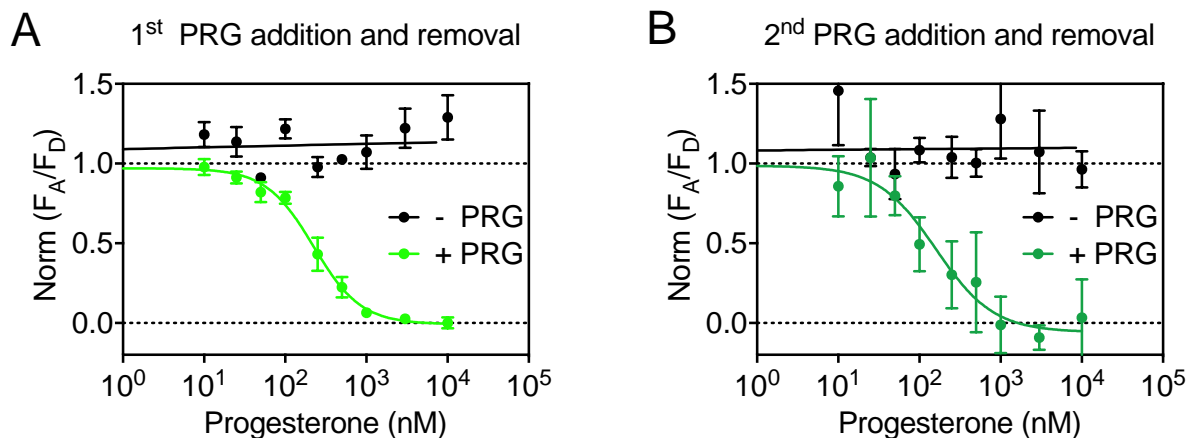 A
1st PRG addition and removal
Norm (FA/FD)
1.5
1.0
0.5
0.0
- PRG
+ PRG
10^0 10^1 10^2 10^3 10^4 10^5
Progesterone (nM)
B
2nd PRG addition and removal
Norm (FA/FD)
1.5
1.0
0.5
0.0
- PRG
+ PRG
10^0 10^1 10^2 10^3 10^4 10^5
Progesterone (nM)